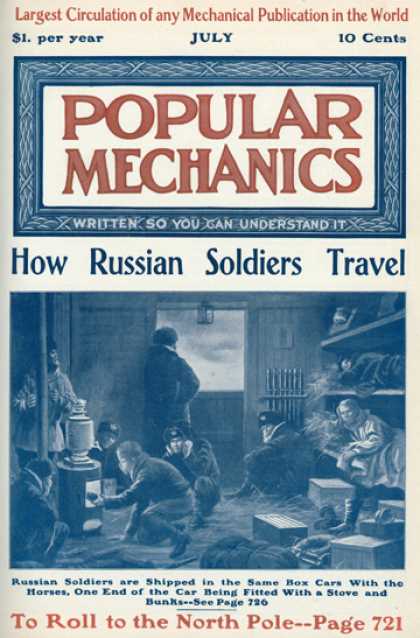 Largest Circulation of any Mechanical Publication in the World
$1. per year JULY 10 Cents
POPULAR
MECHANICS
WRITTEN SO YOU CAN UNDERSTAND IT
How Russian Soldiers Travel
Russian Soldiers are Shipped in the Same Box Cars With the
Horses, One End of the Car Being Fitted With a Stove and
Bunks--See Page 726
To Roll to the North Pole--Page 721